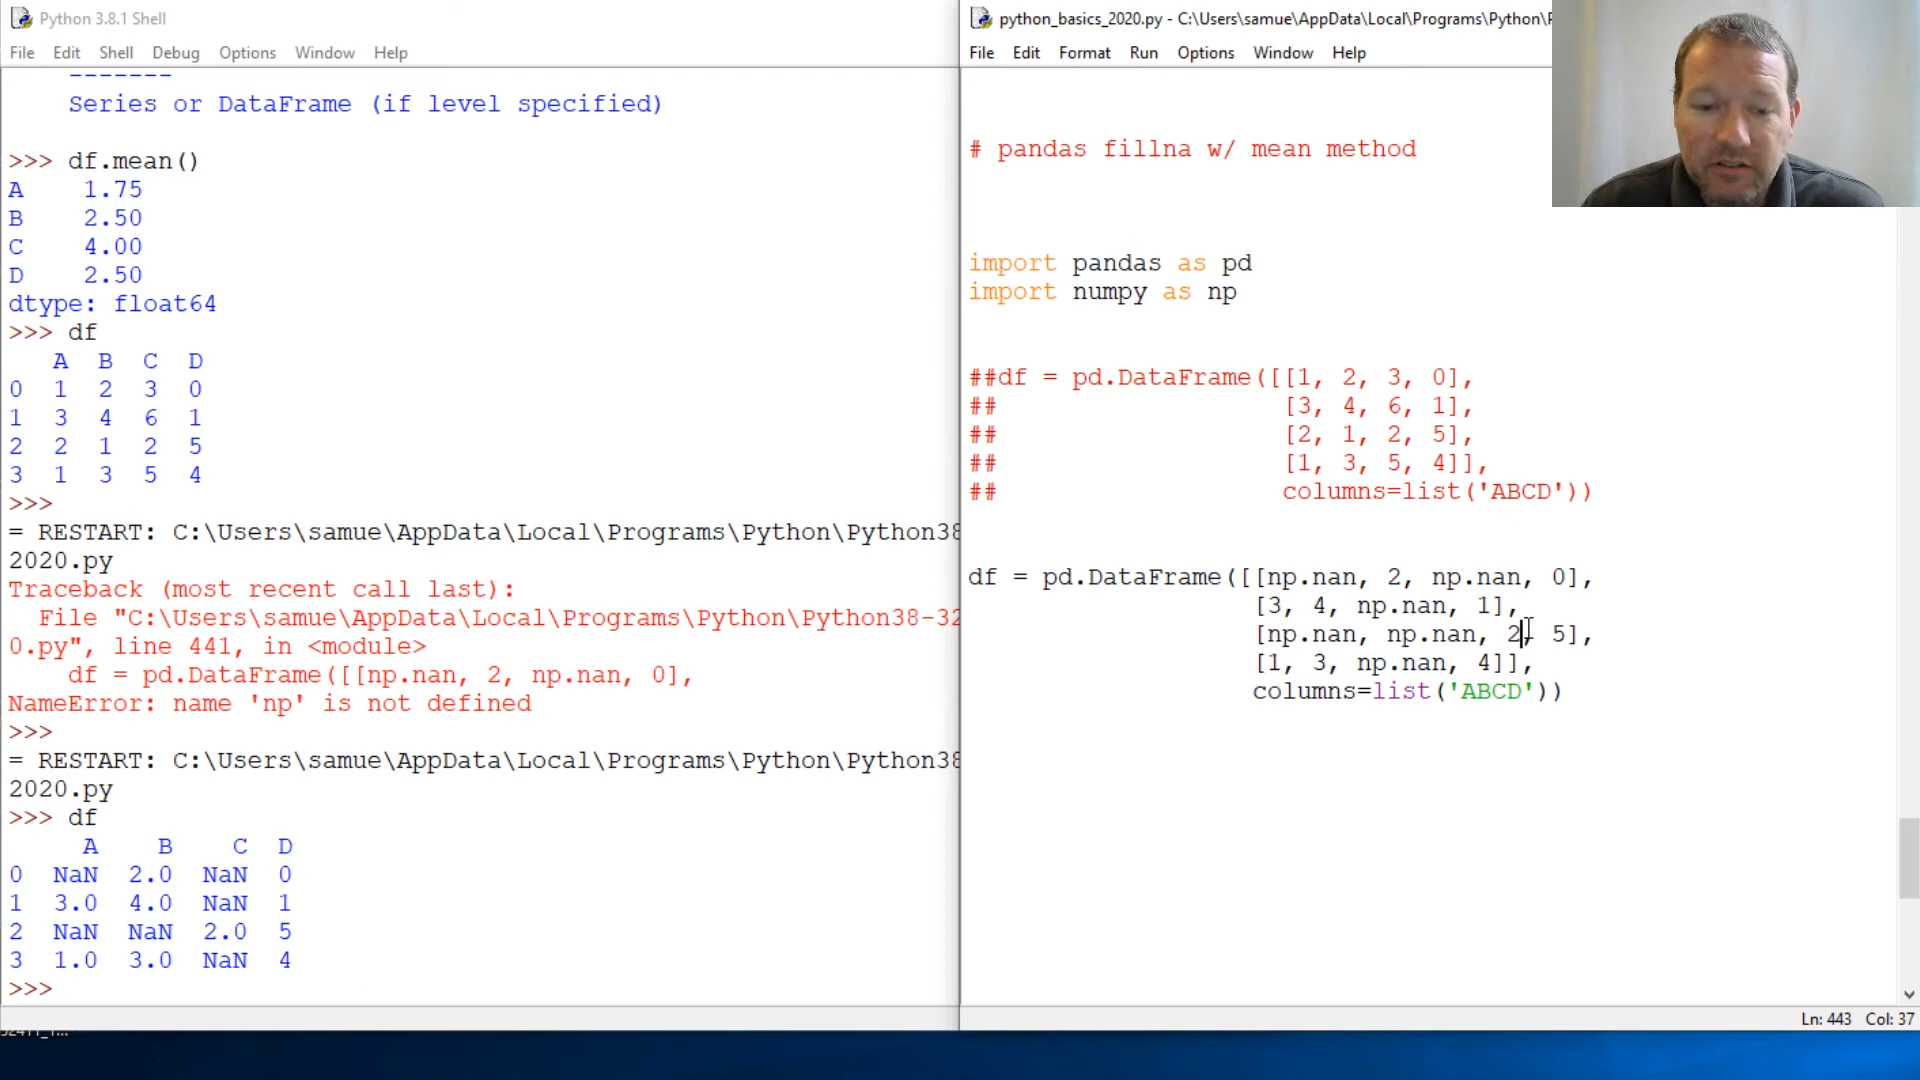 Python 3.8.1 Shell
File Edit Shell Debug Options Window Help
-------
Series or DataFrame (if level specified)
>>> df.mean()
A 1.75
B 2.50
C 4.00
D 2.50
dtype: float64
>>> df
A B C D
0 1 2 3 0
1 3 4 6 1
2 2 1 2 5
3 1 3 5 4
>>>
= RESTART: C:\Users\samue\AppData\Local\Programs\Python\Python38
2020.py
Traceback (most recent call last):
File "C:\Users\samue\AppData\Local\Programs\Python\Python38-32
0.py", line 441, in <module>
df = pd.DataFrame([[np.nan, 2, np.nan, 0],
NameError: name 'np' is not defined
>>>
= RESTART: C:\Users\samue\AppData\Local\Programs\Python\Python38
2020.py
>>> df
A B C D
0 NaN 2.0 NaN 0
1 3.0 4.0 NaN 1
2 NaN NaN 2.0 5
3 1.0 3.0 NaN 4
>>>
python_basics_2020.py - C:\Users\samue\AppData\Local\Programs\Python\P
File Edit Format Run Options Window Help
# pandas fillna w/ mean method
import pandas as pd
import numpy as np
##df = pd.DataFrame([[1, 2, 3, 0],
## [3, 4, 6, 1],
## [2, 1, 2, 5],
## [1, 3, 5, 4]],
## columns=list('ABCD'))
df = pd.DataFrame([[np.nan, 2, np.nan, 0],
[3, 4, np.nan, 1],
[np.nan, np.nan, 2, 5],
[1, 3, np.nan, 4]],
columns=list('ABCD'))
Ln: 443 Col: 37